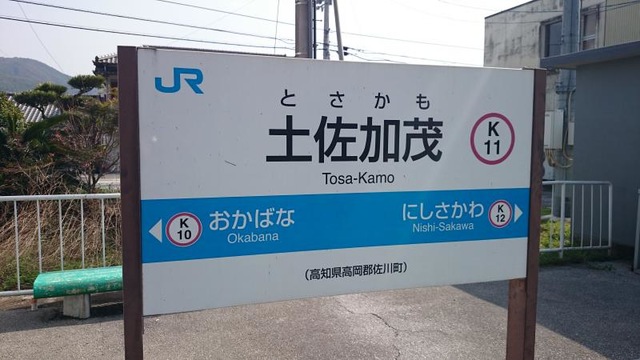 JR
とさかも
土佐加茂
Tosa-Kamo
K
11
K
10
おかばな
Okabana
にしさかわ
Nishi-Sakawa
K
12
（高知県高岡郡佐川町）